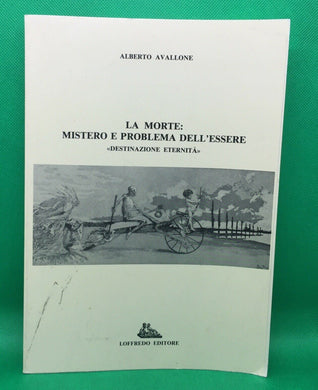 ALBERTO AVALLONE
LA MORTE:
MISTERO E PROBLEMA DELL'ESSERE
«DESTINAZIONE ETERNITÀ»
LOFFREDO EDITORE